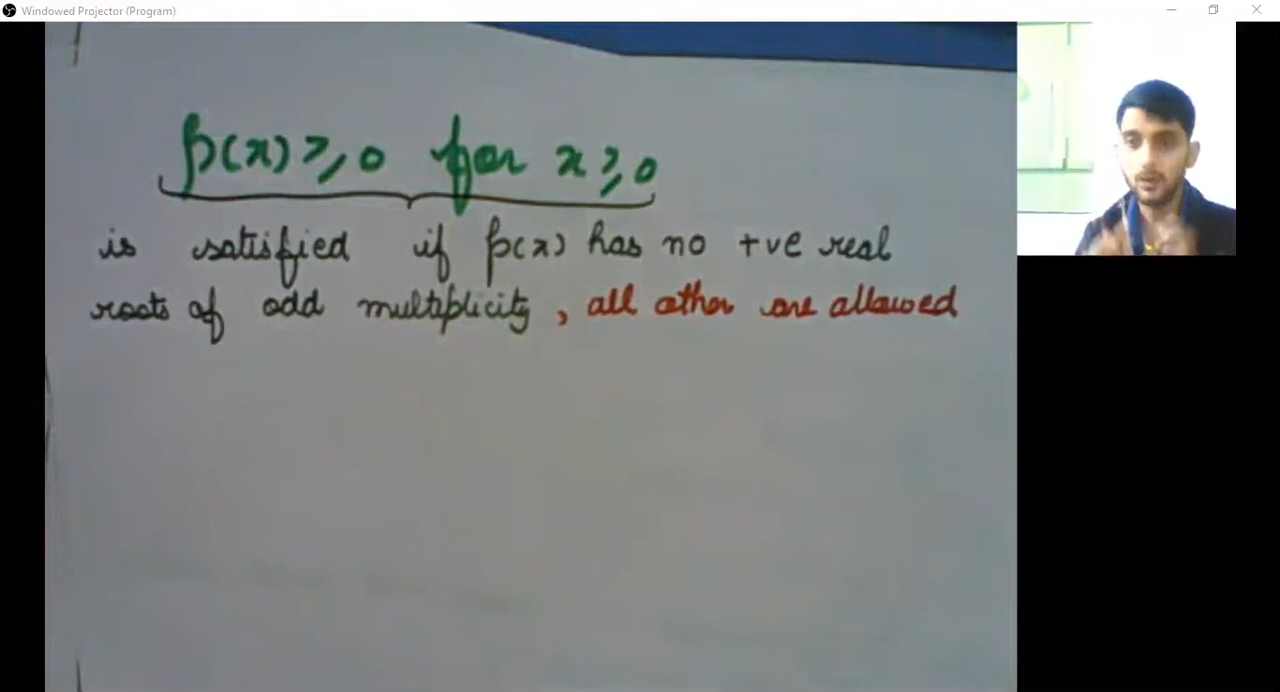 Windowed Projector (Program)
p(x) ⩾ 0 for x ⩾ 0
is satisfied if p(x) has no +ve real
roots of odd multiplicity, all other are allowed